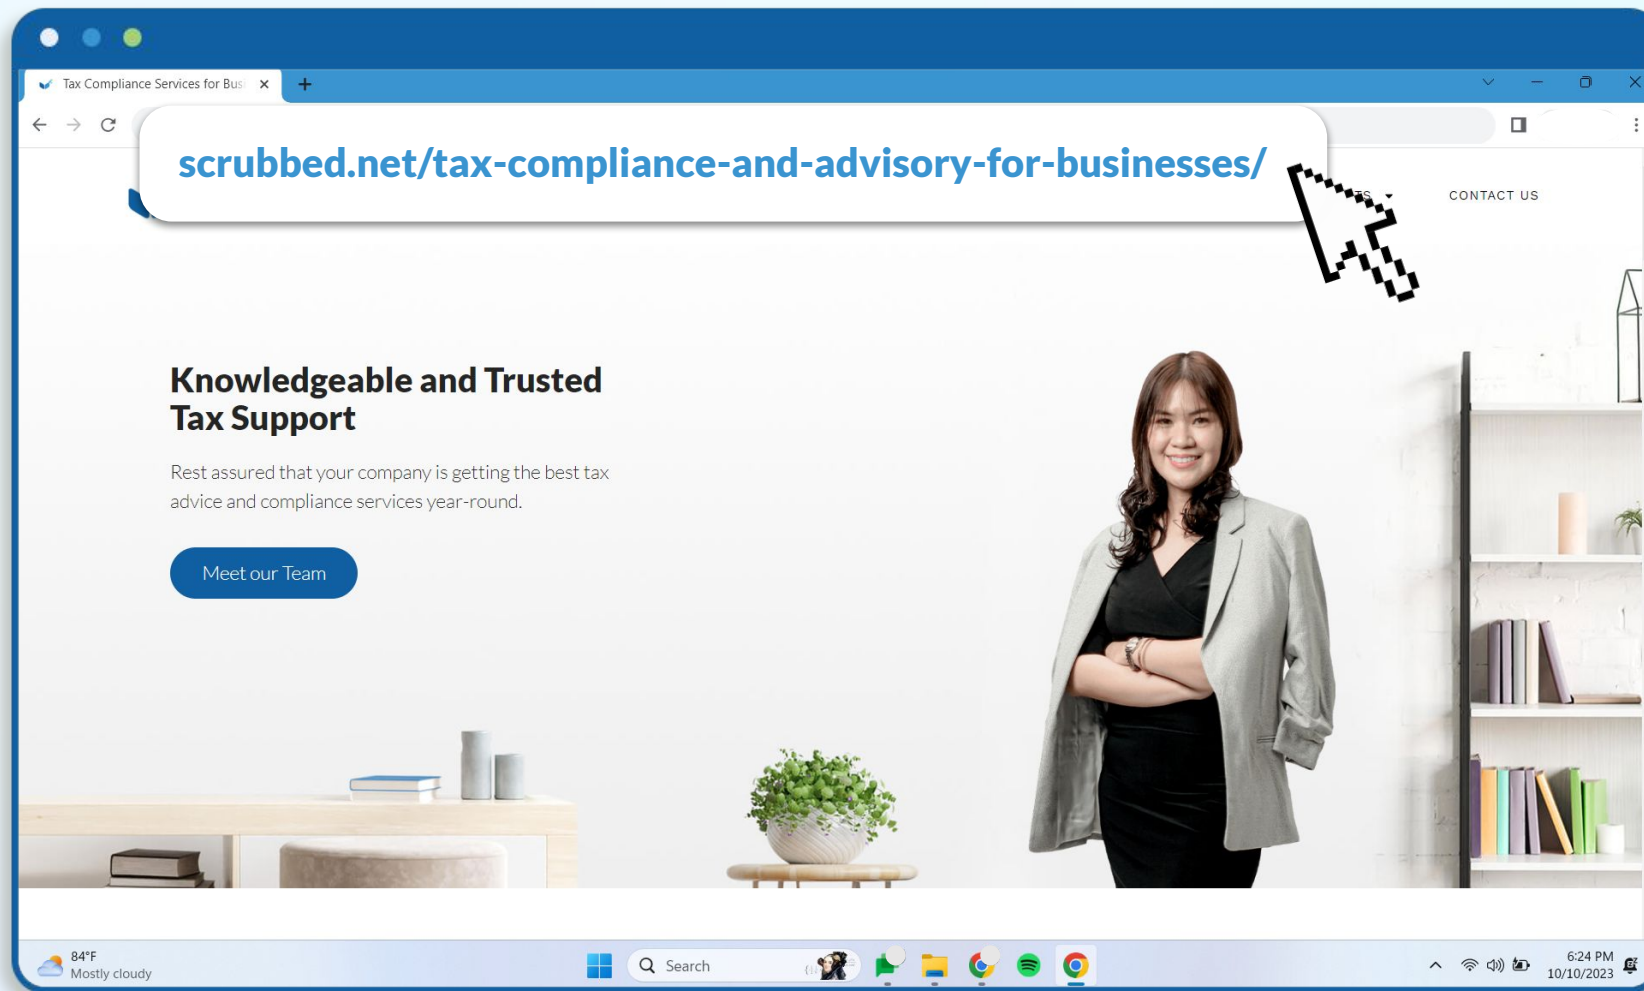 Tax Compliance Services for Bus
scrubbed.net/tax-compliance-and-advisory-for-businesses/
CONTACT US
Knowledgeable and Trusted
Tax Support
Rest assured that your company is getting the best tax
advice and compliance services year-round.
Meet our Team
84°F
Mostly cloudy
Search
6:24 PM
10/10/2023